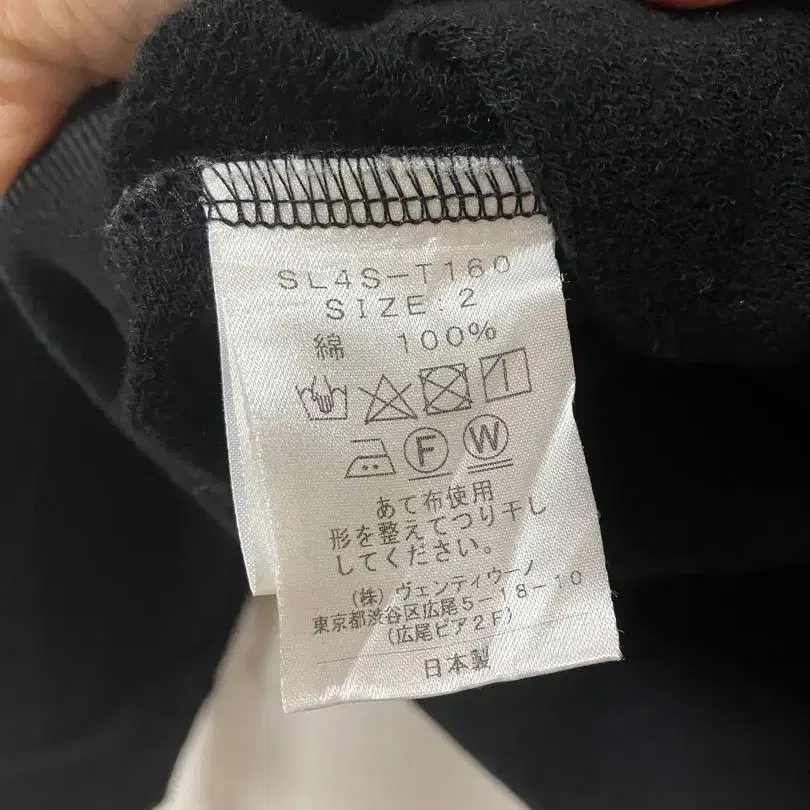 SL4S-T160
SIZE:2
綿 100%
F W
あて布使用
形を整えてつり干し
してください。
(株)ヴェンティウーノ
東京都渋谷区広尾5-18-10
(広尾ピア2F)
日本製